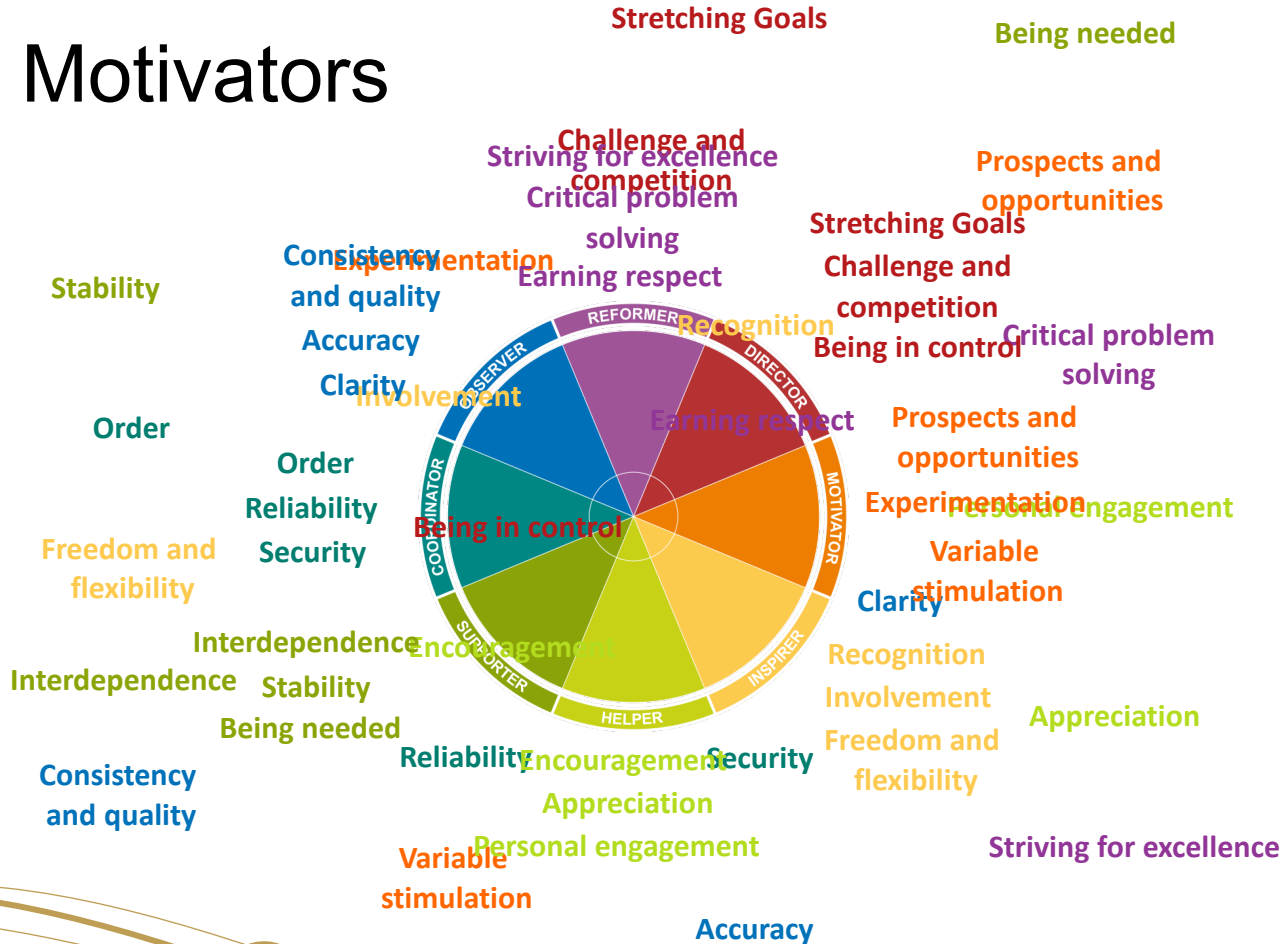 Stretching Goals
Being needed
Motivators
Challenge and
competition
Striving for excellence
Critical problem
solving
Earning respect
Prospects and
opportunities
Stretching Goals
Challenge and
competition
Being in control
Consistency
and quality
Accuracy
Clarity
Experimentation
Stability
Involvement
Recognition
Critical problem
solving
REFORMER
DIRECTOR
OBSERVER
MOTIVATOR
COORDINATOR
INSPIRER
SUPPORTER
HELPER
Earning respect
Order
Order
Reliability
Security
Prospects and
opportunities
Experimentation
Variable
stimulation
Personal engagement
Being in control
Freedom and
flexibility
Clarity
Interdependence
Stability
Being needed
Encouragement
Interdependence
Recognition
Involvement
Freedom and
flexibility
Appreciation
Reliability
Encouragement
Appreciation
Personal engagement
Security
Consistency
and quality
Variable
stimulation
Striving for excellence
Accuracy